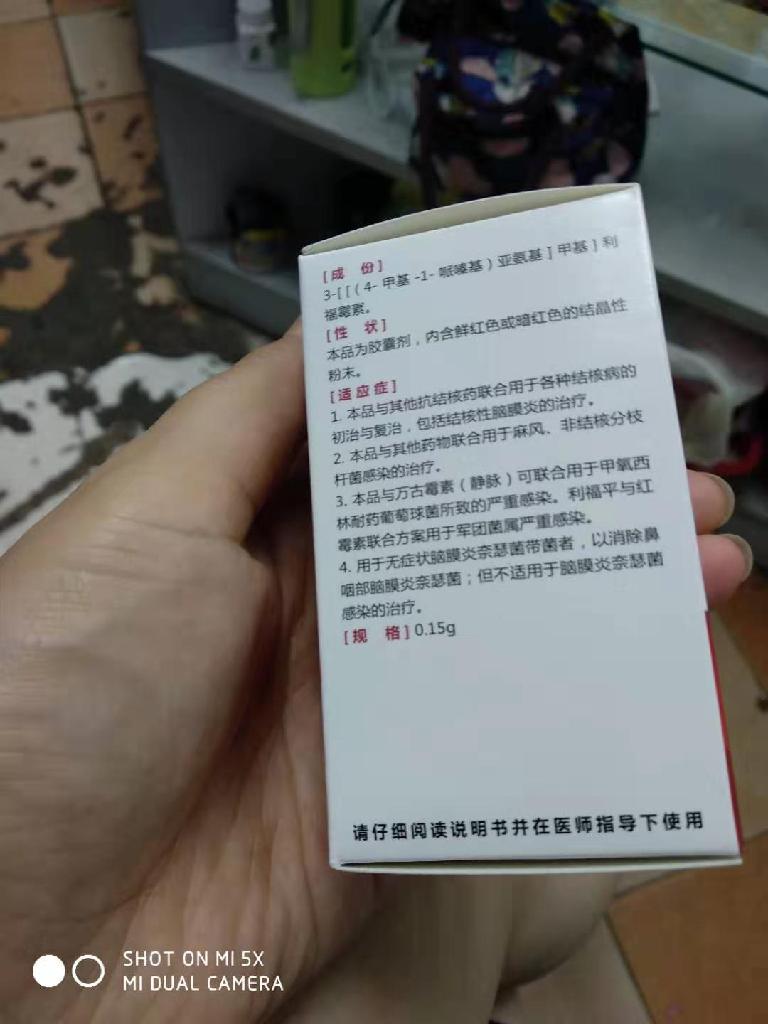 [成 份]
3-[[(4-甲基-1-哌嗪基)亚氨基]甲基]利
福霉素。
[性 状]
本品为胶囊剂，内含鲜红色或暗红色的结晶性
粉末。
[适应症]
1. 本品与其他抗结核药联合用于各种结核病的
初治与复治，包括结核性脑膜炎的治疗。
2. 本品与其他药物联合用于麻风、非结核分枝
杆菌感染的治疗。
3. 本品与万古霉素（静脉）可联合用于甲氧西
林耐药葡萄球菌所致的严重感染。利福平与红
霉素联合方案用于军团菌属严重感染。
4. 用于无症状脑膜炎奈瑟菌带菌者，以消除鼻
咽部脑膜炎奈瑟菌；但不适用于脑膜炎奈瑟菌
感染的治疗。
[规 格] 0.15g
请仔细阅读说明书并在医师指导下使用
SHOT ON MI 5X
MI DUAL CAMERA